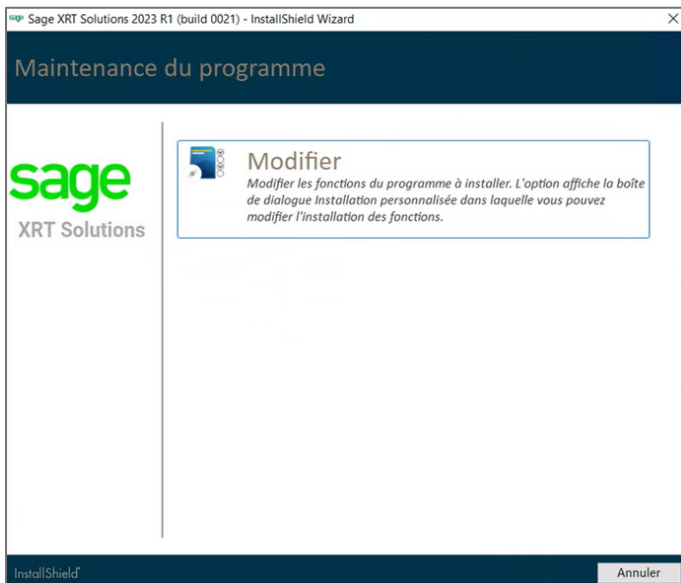 sage Sage XRT Solutions 2023 R1 (build 0021) - InstallShield Wizard
Maintenance du programme
sage
XRT Solutions
Modifier
Modifier les fonctions du programme à installer. L'option affiche la boîte
de dialogue Installation personnalisée dans laquelle vous pouvez
modifier l'installation des fonctions.
InstallShield
Annuler